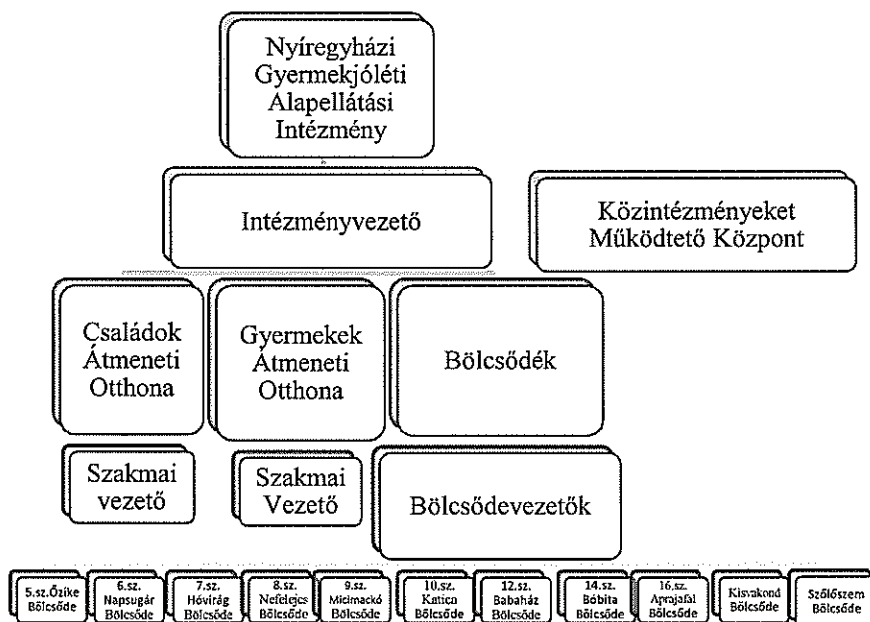 Nyíregyházi
Gyermekjóléti
Alapellátási
Intézmény
Intézményvezető
Közintézményeket
Működtető Központ
Családok
Átmeneti
Otthona
Gyermekek
Átmeneti
Otthona
Bölcsődék
Szakmai
vezető
Szakmai
Vezető
Bölcsődevezetők
5.sz.Őzike
Bölcsőde
6.sz.
Napsugár
Bölcsőde
7.sz.
Hóvirág
Bölcsőde
8.sz.
Nefelejcs
Bölcsőde
9.sz.
Micimackó
Bölcsőde
10.sz.
Katica
Bölcsőde
12.sz.
Babaház
Bölcsőde
14.sz.
Bóbita
Bölcsőde
16.sz.
Aprajafal
Bölcsőde
Kisvakond
Bölcsőde
Szőlőszem
Bölcsőde